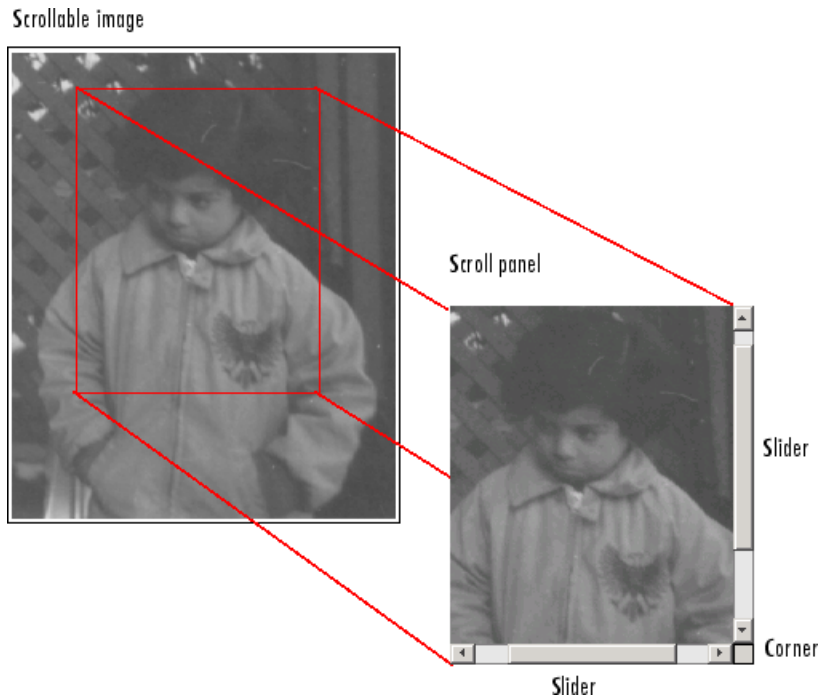 Scrollable image
Scroll panel
Slider
Corner
Slider